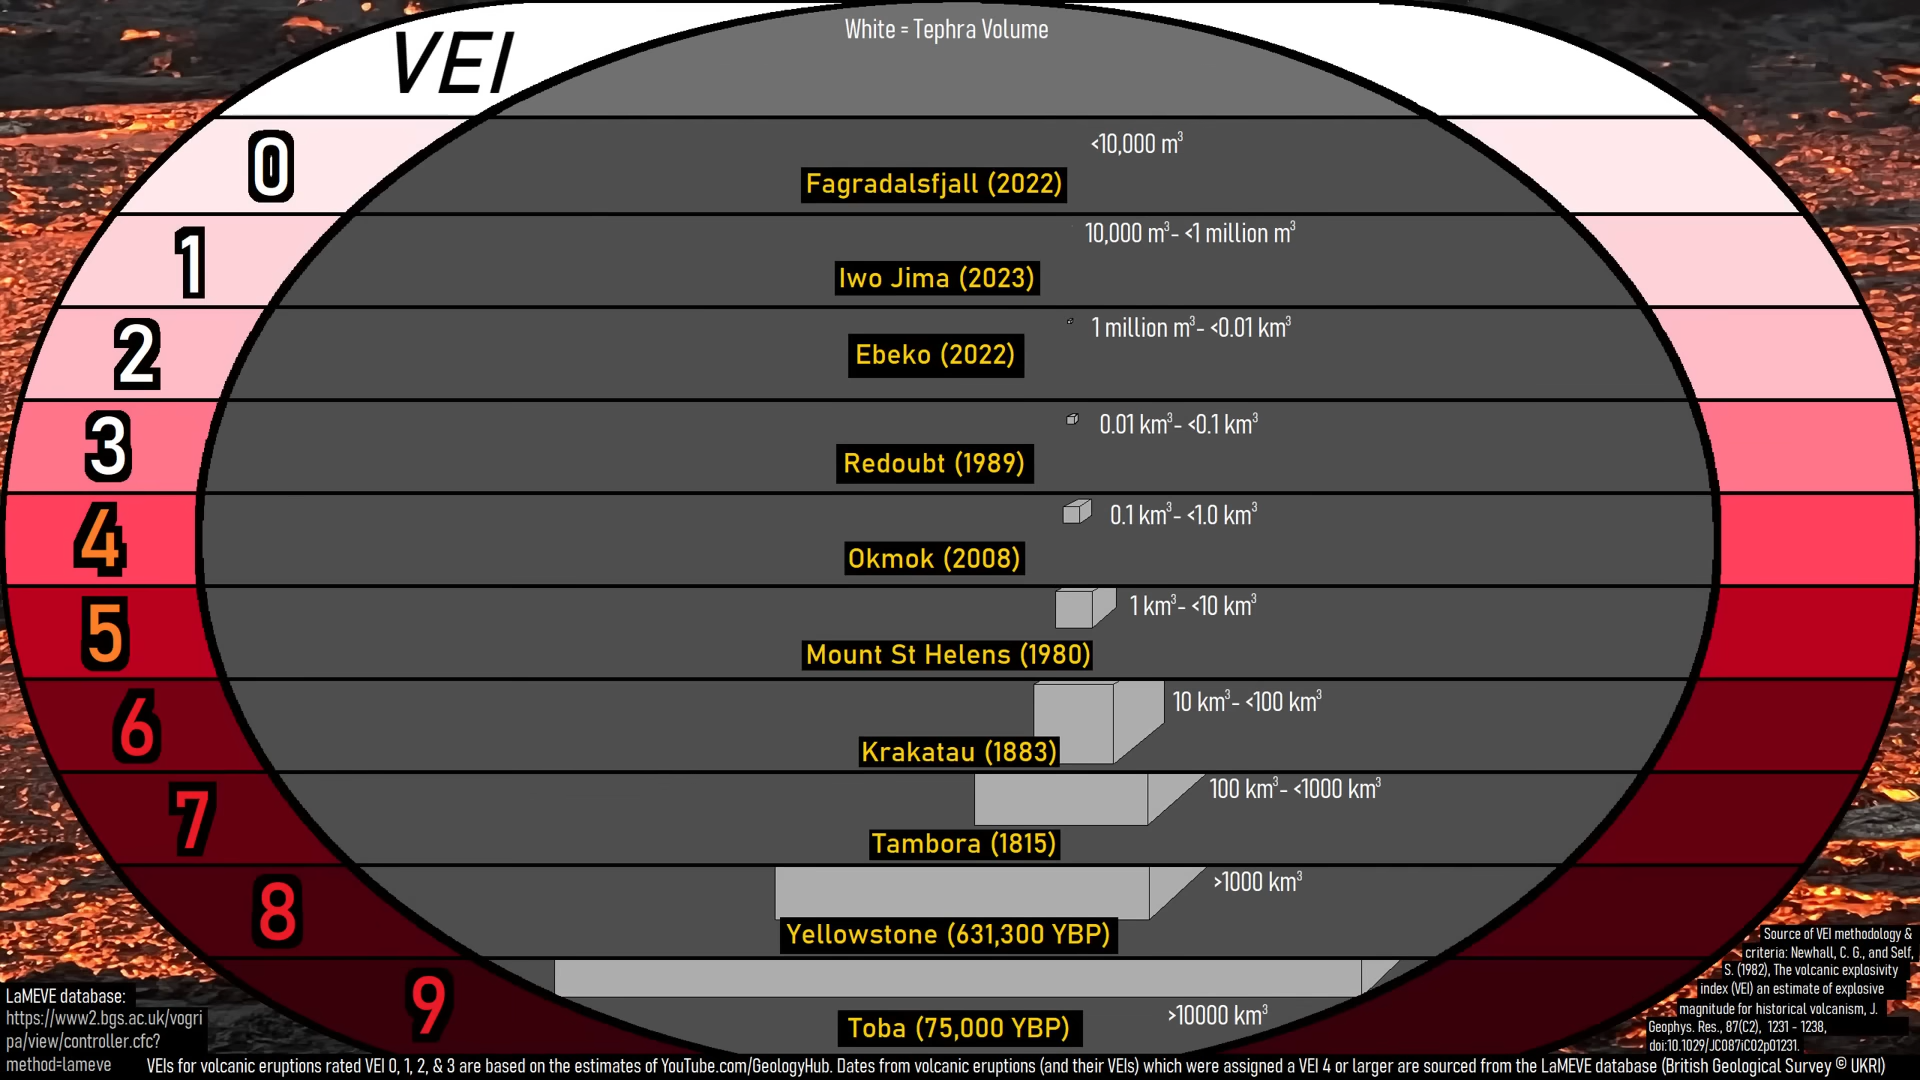 White = Tephra Volume
VEI
0
<10,000 m³
Fagradalsfjall (2022)
1
10,000 m³- <1 million m³
Iwo Jima (2023)
2
1 million m³- <0.01 km³
Ebeko (2022)
3
0.01 km³- <0.1 km³
Redoubt (1989)
4
0.1 km³- <1.0 km³
Okmok (2008)
5
1 km³- <10 km³
Mount St Helens (1980)
6
10 km³- <100 km³
Krakatau (1883)
7
100 km³- <1000 km³
Tambora (1815)
8
>1000 km³
Yellowstone (631,300 YBP)
9
>10000 km³
Toba (75,000 YBP)
Source of VEI methodology &
criteria: Newhall, C. G., and Self,
S. (1982), The volcanic explosivity
index (VEI) an estimate of explosive
magnitude for historical volcanism, J.
Geophys. Res., 87(C2), 1231 - 1238,
doi:10.1029/JC087iC02p01231.
LaMEVE database:
https://www2.bgs.ac.uk/vogri
pa/view/controller.cfc?
method=lameve
VEIs for volcanic eruptions rated VEI 0, 1, 2, & 3 are based on the estimates of YouTube.com/GeologyHub. Dates from volcanic eruptions (and their VEIs) which were assigned a VEI 4 or larger are sourced from the LaMEVE database (British Geological Survey © UKRI)